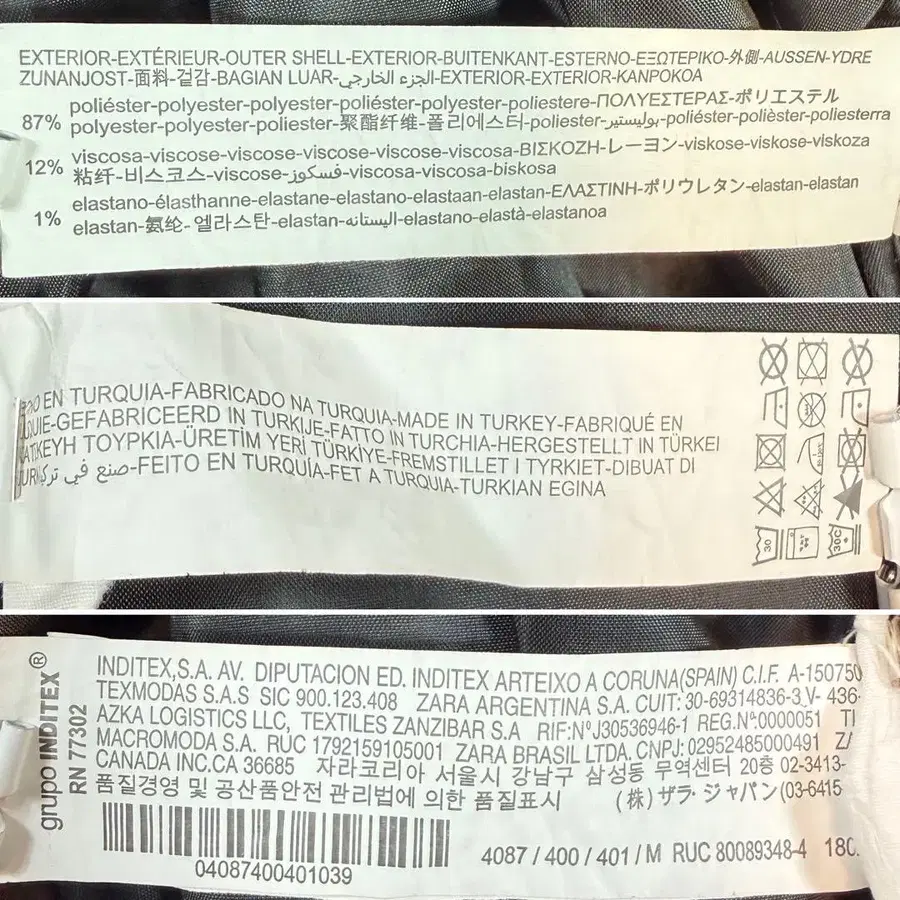 EXTERIOR-EXTÉRIEUR-OUTER SHELL-EXTERIOR-BUITENKANT-ESTERNO-ΕΞΩΤΕΡΙΚΟ-外側-AUSSEN-YDRE
ZUNANJOST-面料-겉감-BAGIAN LUAR-الجزء الخارجي-EXTERIOR-EXTERIOR-KANPOKOA
87% poliéster-polyester-polyester-poliéster-polyester-poliestere-ΠΟΛΥΕΣΤΕΡΑΣ-ポリエステル
polyester-polyester-poliester-聚酯纤维-폴리에스터-poliester-بوليستير-poliéster-polièster-poliesterra
12% viscosa-viscose-viscose-viscose-viscose-viscosa-ΒΙΣΚΟΖΗ-レーヨン-viskose-viskose-viskoza
粘纤-비스코스-viscose-فسكوز-viscosa-viscosa-biskosa
1% elastano-élasthanne-elastane-elastano-elastaan-elastan-ΕΛΑΣΤΙΝΗ-ポリウレタン-elastan-elastan
elastan-氨纶-엘라스탄-elastan-اليستانه-elastano-elastà-elastanoa
EN TURQUIA-FABRICADO NA TURQUIA-MADE IN TURKEY-FABRIQUÉ EN
QUIE-GEFABRICEERD IN TURKIJE-FATTO IN TURCHIA-HERGESTELLT IN TÜRKEI
ΤΟΥΡΚΙΑ-ÜRETİM YERİ TÜRKİYE-FREMSTILLET I TYRKIET-DIBUAT DI
صنع في تركيا-FEITO EN TURQUÍA-FET A TURQUIA-TURKIAN EGINA
30
30C
grupo INDITEX®
RN 77302
INDITEX,S.A. AV. DIPUTACION ED. INDITEX ARTEIXO A CORUNA(SPAIN) C.I.F. A-150750
TEXMODAS S.A.S SIC 900.123.408 ZARA ARGENTINA S.A. CUIT: 30-69314836-3 V- 436-
AZKA LOGISTICS LLC, TEXTILES ZANZIBAR S.A RIF:Nº J30536946-1 REG.Nª.0000051 TI
MACROMODA S.A. RUC 1792159105001 ZARA BRASIL LTDA. CNPJ: 02952485000491 ZA
CANADA INC.CA 36685 자라코리아 서울시 강남구 삼성동 무역센터 20층 02-3413-
품질경영 및 공산품안전 관리법에 의한 품질표시 (株) ザラ・ジャパン(03-6415
04087400401039
4087 / 400 / 401 / M RUC 80089348-4 180.